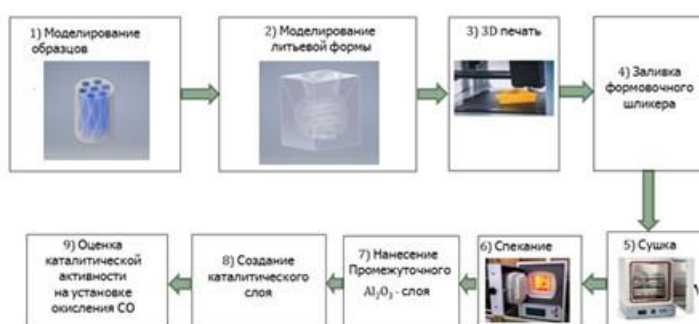 1) Моделирование
образцов
2) Моделирование
литьевой формы
3) 3D печать
4) Заливка
формовочного
шликера
5) Сушка
6) Спекание
7) Нанесение
Промежуточного
Al₂O₃ - слоя
8) Создание
каталитического
слоя
9) Оценка
каталитической
активности
на установке
окисления СО